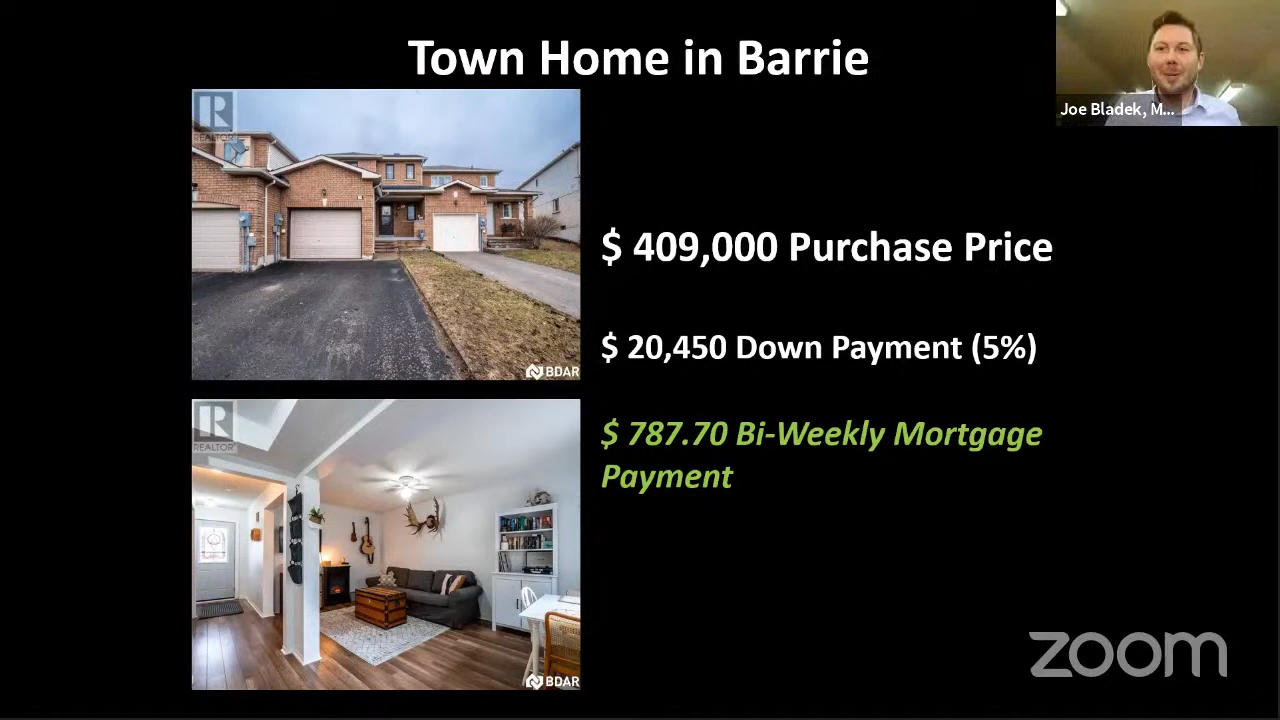 Town Home in Barrie
Joe Bladek, M...
R
REALTOR®
BDAR
$ 409,000 Purchase Price
$ 20,450 Down Payment (5%)
$ 787.70 Bi-Weekly Mortgage
Payment
R
REALTOR®
BDAR
zoom